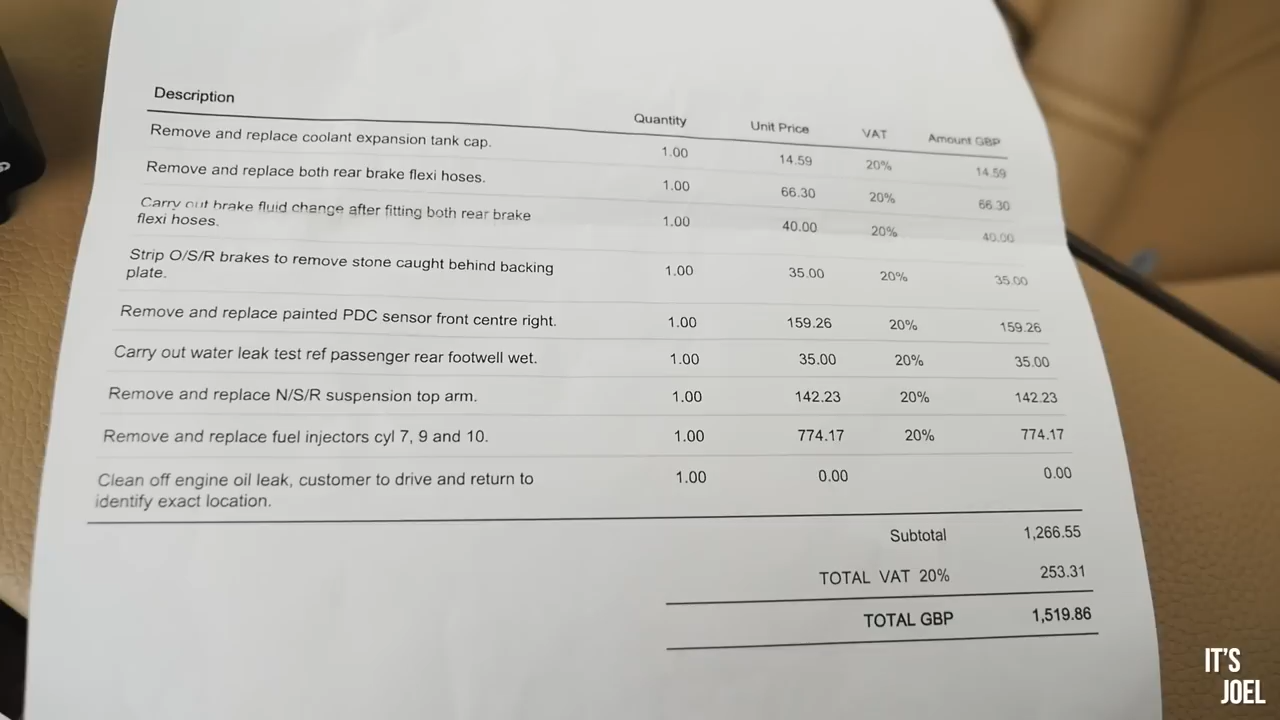 Description Quantity Unit Price VAT Amount GBP
Remove and replace coolant expansion tank cap. 1.00 14.59 20% 14.59
Remove and replace both rear brake flexi hoses. 1.00 66.30 20% 66.30
Carry out brake fluid change after fitting both rear brake 1.00 40.00 20% 40.00
flexi hoses.
Strip O/S/R brakes to remove stone caught behind backing 1.00 35.00 20% 35.00
plate.
Remove and replace painted PDC sensor front centre right. 1.00 159.26 20% 159.26
Carry out water leak test ref passenger rear footwell wet. 1.00 35.00 20% 35.00
Remove and replace N/S/R suspension top arm. 1.00 142.23 20% 142.23
Remove and replace fuel injectors cyl 7, 9 and 10. 1.00 774.17 20% 774.17
Clean off engine oil leak, customer to drive and return to 1.00 0.00 0.00
identify exact location.
Subtotal 1,266.55
TOTAL VAT 20% 253.31
TOTAL GBP 1,519.86
IT'S
JOEL